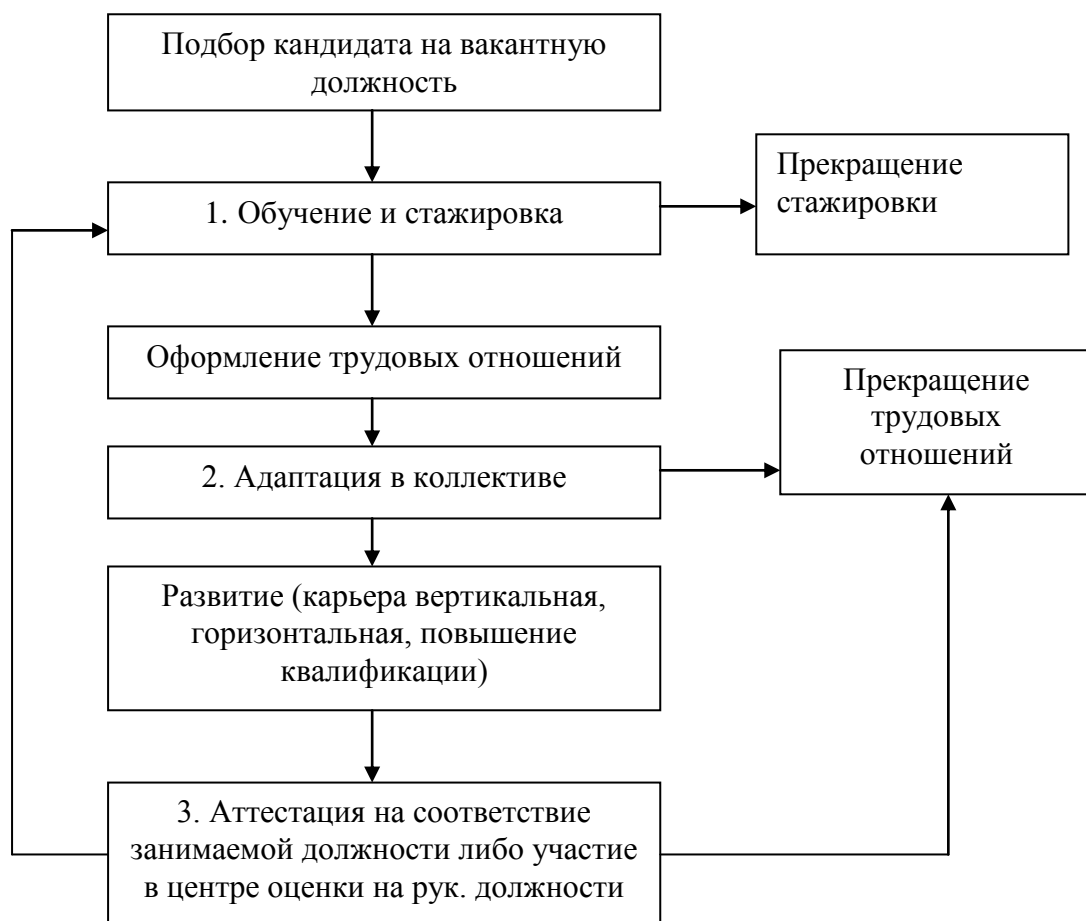 Подбор кандидата на вакантную
должность
Прекращение
стажировки
1. Обучение и стажировка
Оформление трудовых отношений
Прекращение
трудовых
отношений
2. Адаптация в коллективе
Развитие (карьера вертикальная,
горизонтальная, повышение
квалификации)
3. Аттестация на соответствие
занимаемой должности либо участие
в центре оценки на рук. должности